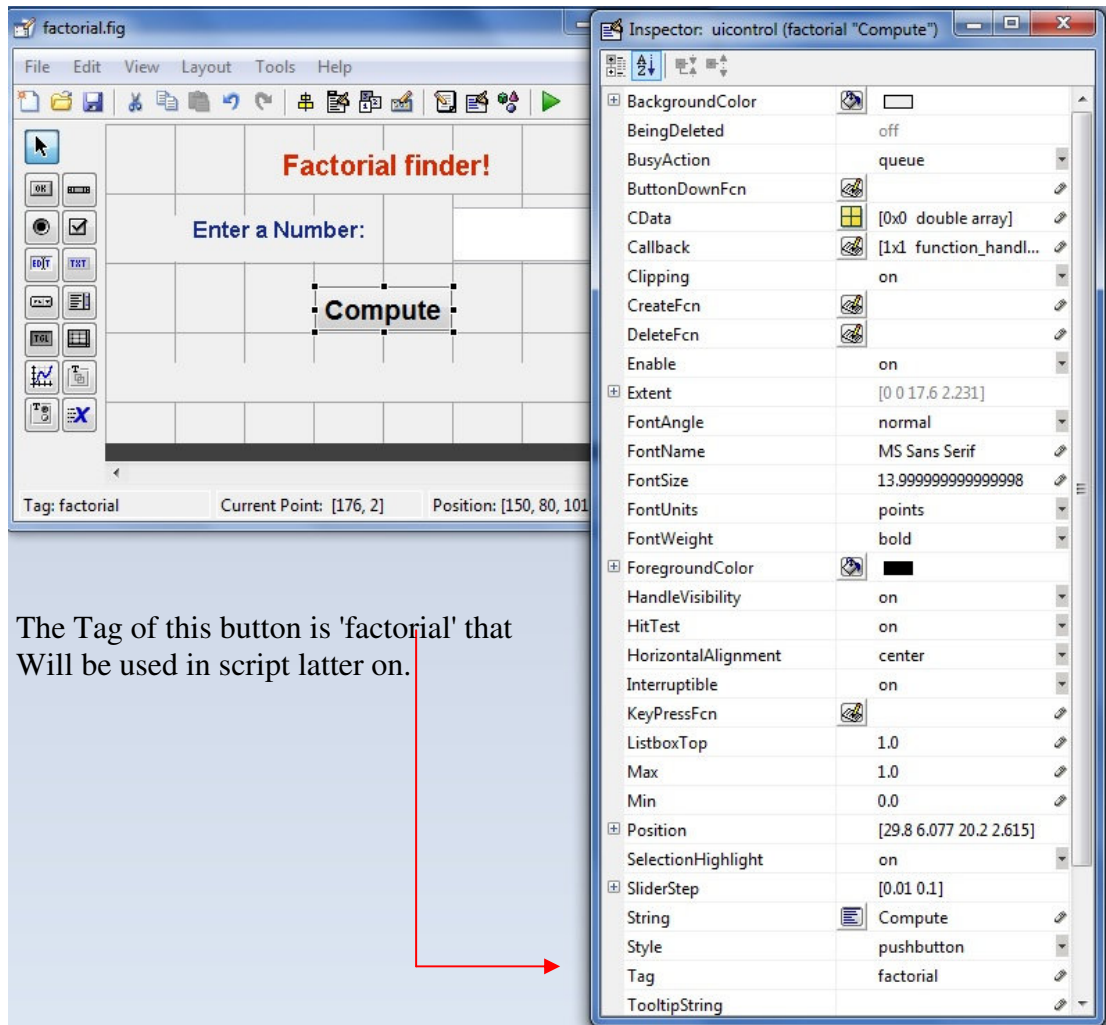 factorial.fig
File Edit View Layout Tools Help
OK
EDIT TXT
TGL
Factorial finder!
Enter a Number:
Compute
Tag: factorial Current Point: [176, 2] Position: [150, 80, 101
The Tag of this button is 'factorial' that
Will be used in script latter on.
Inspector: uicontrol (factorial "Compute")
BackgroundColor
BeingDeleted off
BusyAction queue
ButtonDownFcn
CData [0x0 double array]
Callback [1x1 function_handl...
Clipping on
CreateFcn
DeleteFcn
Enable on
Extent [0 0 17.6 2.231]
FontAngle normal
FontName MS Sans Serif
FontSize 13.999999999999998
FontUnits points
FontWeight bold
ForegroundColor
HandleVisibility on
HitTest on
HorizontalAlignment center
Interruptible on
KeyPressFcn
ListboxTop 1.0
Max 1.0
Min 0.0
Position [29.8 6.077 20.2 2.615]
SelectionHighlight on
SliderStep [0.01 0.1]
String Compute
Style pushbutton
Tag factorial
TooltipString